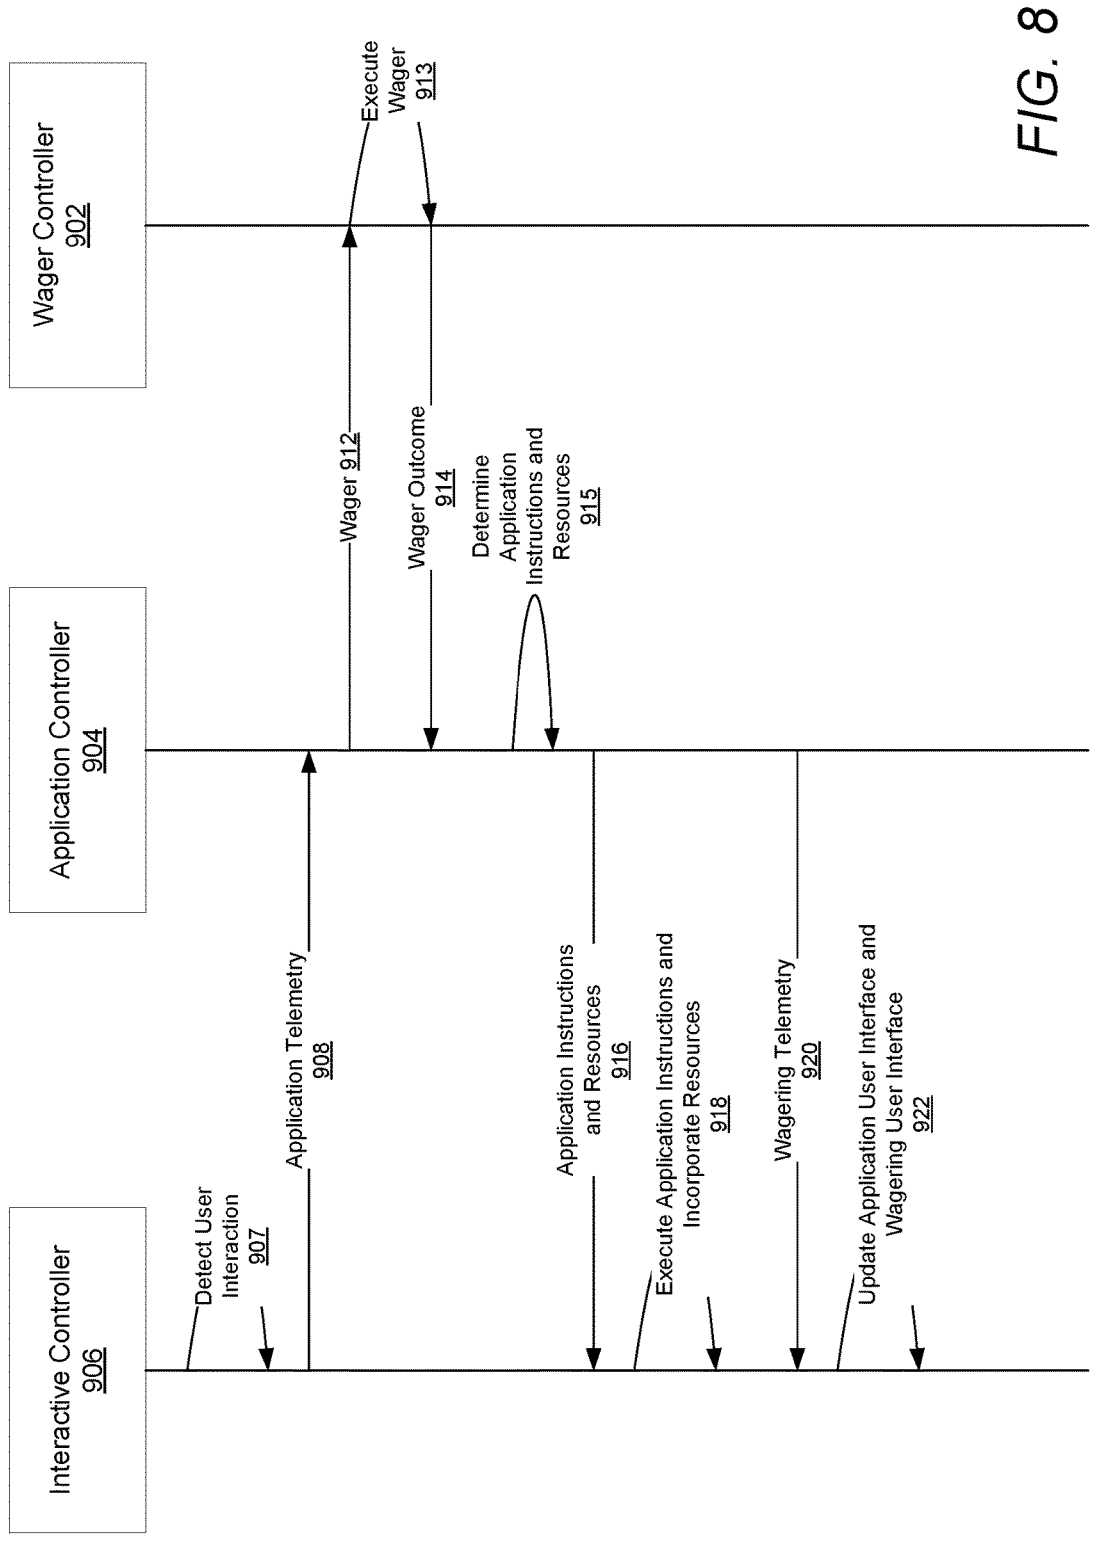 Interactive Controller
906
Application Controller
904
Wager Controller
902
Detect User
Interaction
907
Application Telemetry
908
Wager 912
Execute
Wager
913
Wager Outcome
914
Determine
Application
Instructions and
Resources
915
Application Instructions
and Resources
916
Execute Application Instructions and
Incorporate Resources
918
Wagering Telemetry
920
Update Application User Interface and
Wagering User Interface
922
FIG. 8